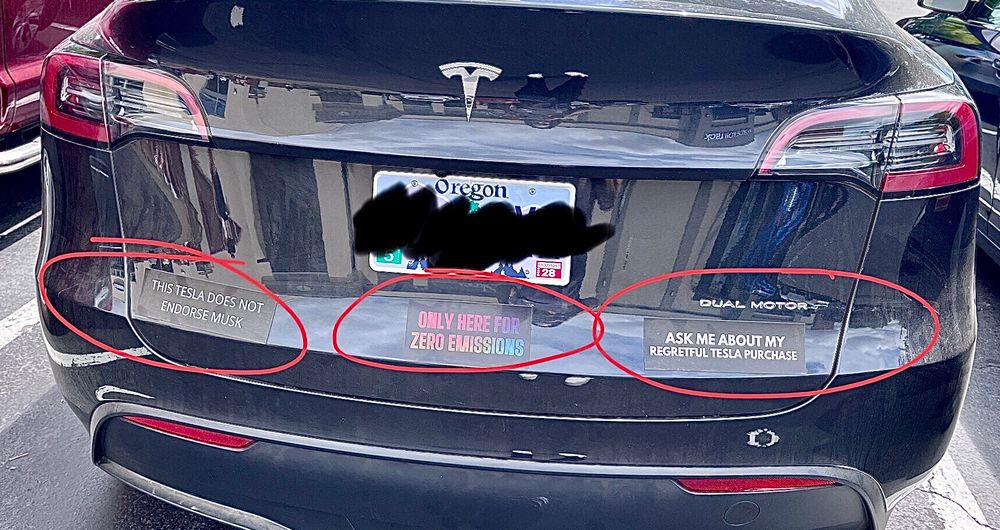 Oregon
5
28
DUAL MOTOR
THIS TESLA DOES NOT
ENDORSE MUSK
ONLY HERE FOR
ZERO EMISSIONS
ASK ME ABOUT MY
REGRETFUL TESLA PURCHASE